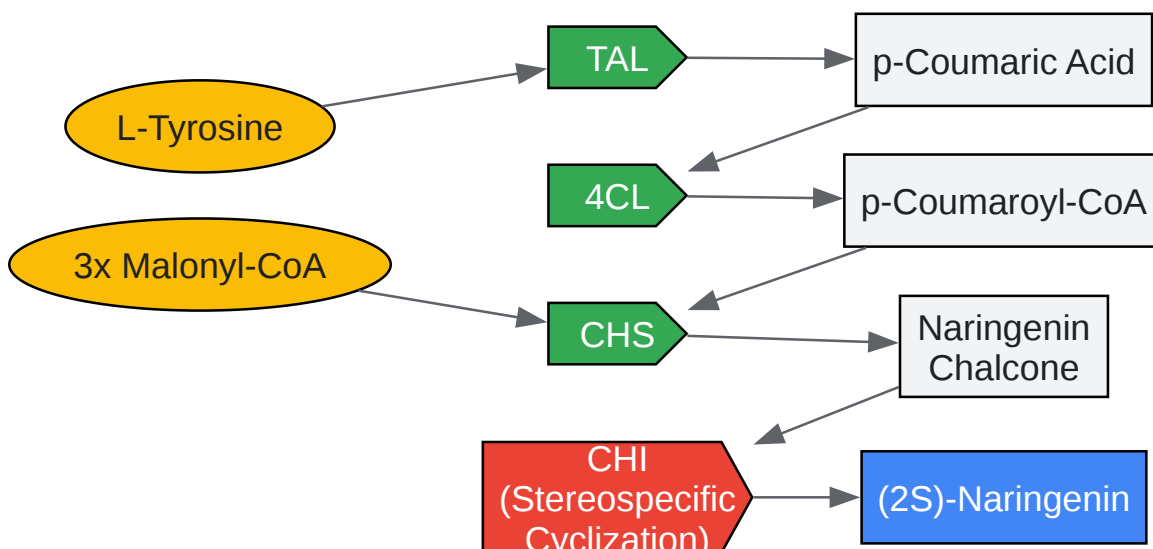 TAL
p-Coumaric Acid
L-Tyrosine
4CL
p-Coumaroyl-CoA
3x Malonyl-CoA
CHS
Naringenin
Chalcone
CHI
(Stereospecific
Cyclization)
(2S)-Naringenin